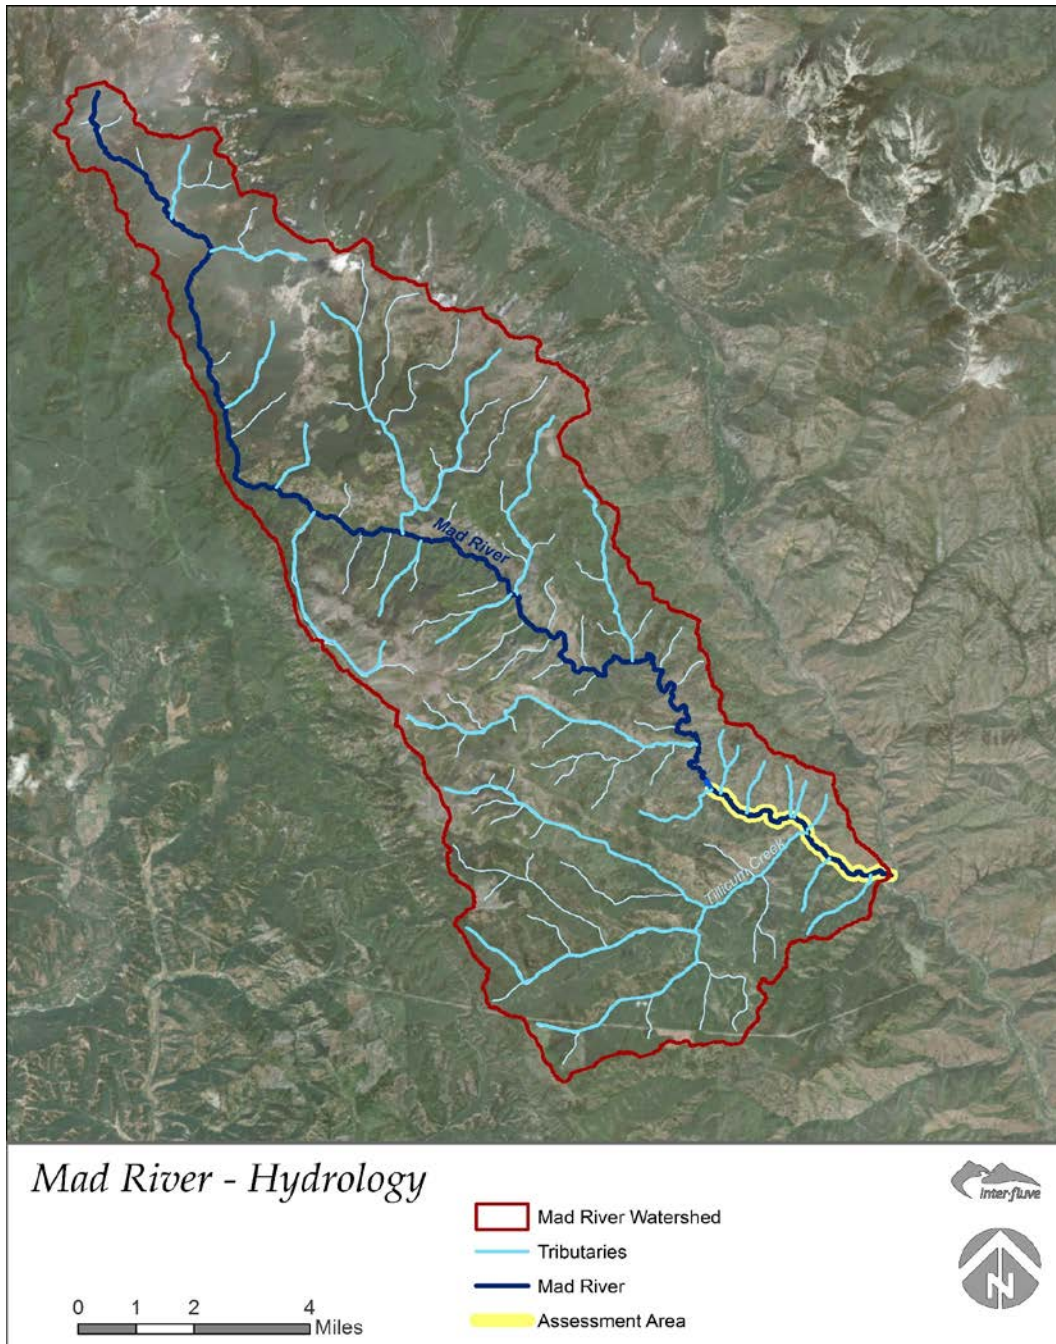 Mad River
Tillicum Creek
Mad River - Hydrology
inter-fluve
Mad River Watershed
Tributaries
Mad River
Assessment Area
0 1 2 4
Miles
N